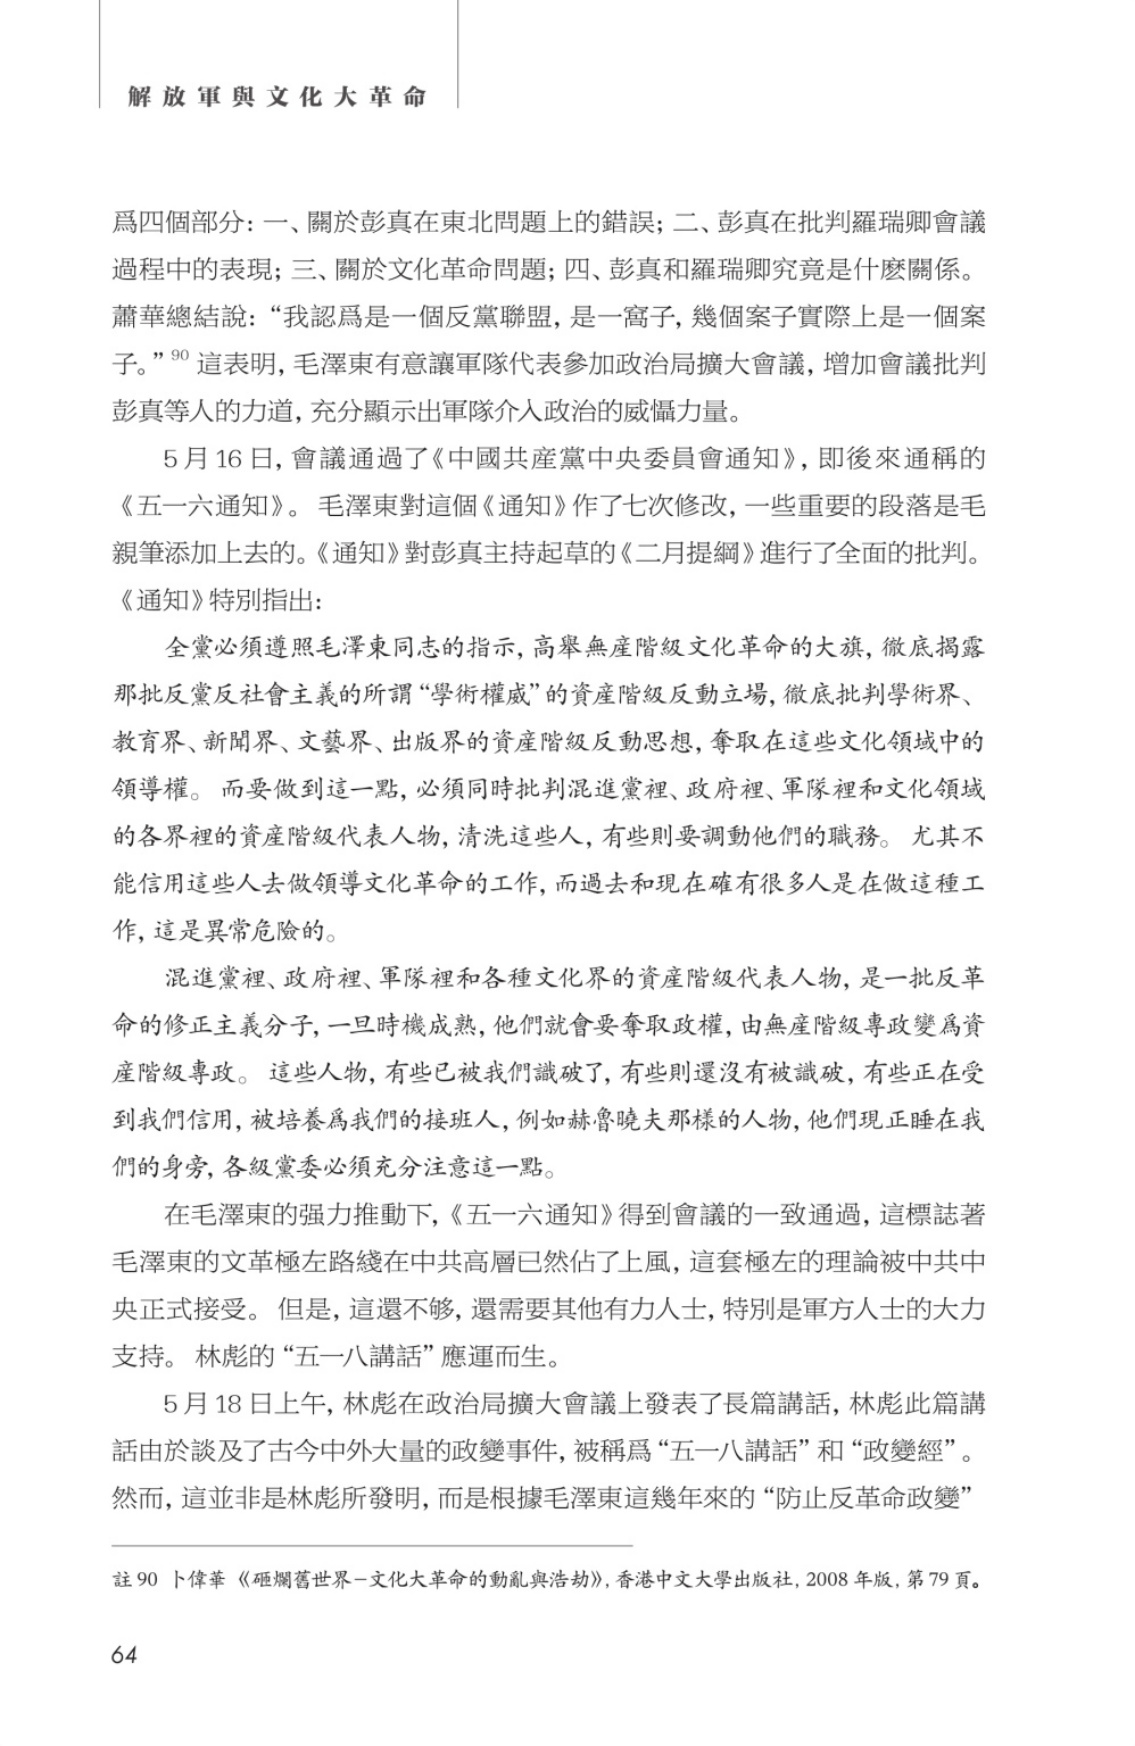 解放軍與文化大革命
爲四個部分：一、關於彭真在東北問題上的錯誤；二、彭真在批判羅瑞卿會議
過程中的表現；三、關於文化革命問題；四、彭真和羅瑞卿究竟是什麼關係。
蕭華總結說：“我認爲是一個反黨聯盟，是一窩子，幾個案子實際上是一個案
子。”90 這表明，毛澤東有意讓軍隊代表參加政治局擴大會議，增加會議批判
彭真等人的力道，充分顯示出軍隊介入政治的威懾力量。
5月16日，會議通過了《中國共産黨中央委員會通知》，即後來通稱的
《五一六通知》。毛澤東對這個《通知》作了七次修改，一些重要的段落是毛
親筆添加上去的。《通知》對彭真主持起草的《二月提綱》進行了全面的批判。
《通知》特別指出：
全黨必須遵照毛澤東同志的指示，高舉無産階級文化革命的大旗，徹底揭露
那批反黨反社會主義的所謂“學術權威”的資産階級反動立場，徹底批判學術界、
教育界、新聞界、文藝界、出版界的資産階級反動思想，奪取在這些文化領域中的
領導權。而要做到這一點，必須同時批判混進黨裡、政府裡、軍隊裡和文化領域
的各界裡的資産階級代表人物，清洗這些人，有些則要調動他們的職務。尤其不
能信用這些人去做領導文化革命的工作，而過去和現在確有很多人是在做這種工
作，這是異常危險的。
混進黨裡、政府裡、軍隊裡和各種文化界的資産階級代表人物，是一批反革
命的修正主義分子，一旦時機成熟，他們就會要奪取政權，由無産階級專政變爲資
産階級專政。這些人物，有些已被我們識破了，有些則還沒有被識破，有些正在受
到我們信用，被培養爲我們的接班人，例如赫魯曉夫那樣的人物，他們現正睡在我
們的身旁，各級黨委必須充分注意這一點。
在毛澤東的强力推動下，《五一六通知》得到會議的一致通過，這標誌著
毛澤東的文革極左路綫在中共高層已然佔了上風，這套極左的理論被中共中
央正式接受。但是，這還不够，還需要其他有力人士，特別是軍方人士的大力
支持。林彪的“五一八講話”應運而生。
5月18日上午，林彪在政治局擴大會議上發表了長篇講話，林彪此篇講
話由於談及了古今中外大量的政變事件，被稱爲“五一八講話”和“政變經”。
然而，這並非是林彪所發明，而是根據毛澤東這幾年來的“防止反革命政變”
註90 卜偉華《砸爛舊世界－文化大革命的動亂與浩劫》，香港中文大學出版社，2008年版，第79頁。
64